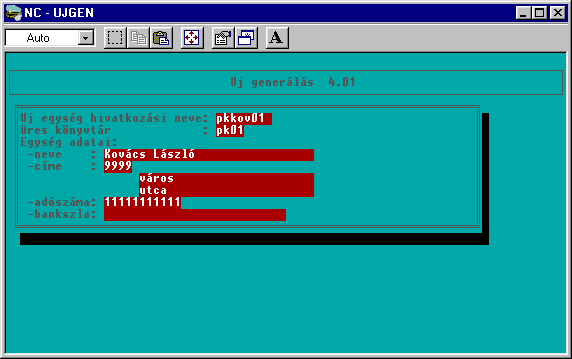 NC - UJGEN
Auto
A
Uj generálás 4.01
Uj egység hivatkozási neve: pkkov01
üres könyvtár : pk01
Egység adatai:
-neve : Kovács László
-címe : 9999
város
utca
-adószáma: 11111111111
-bankszla: